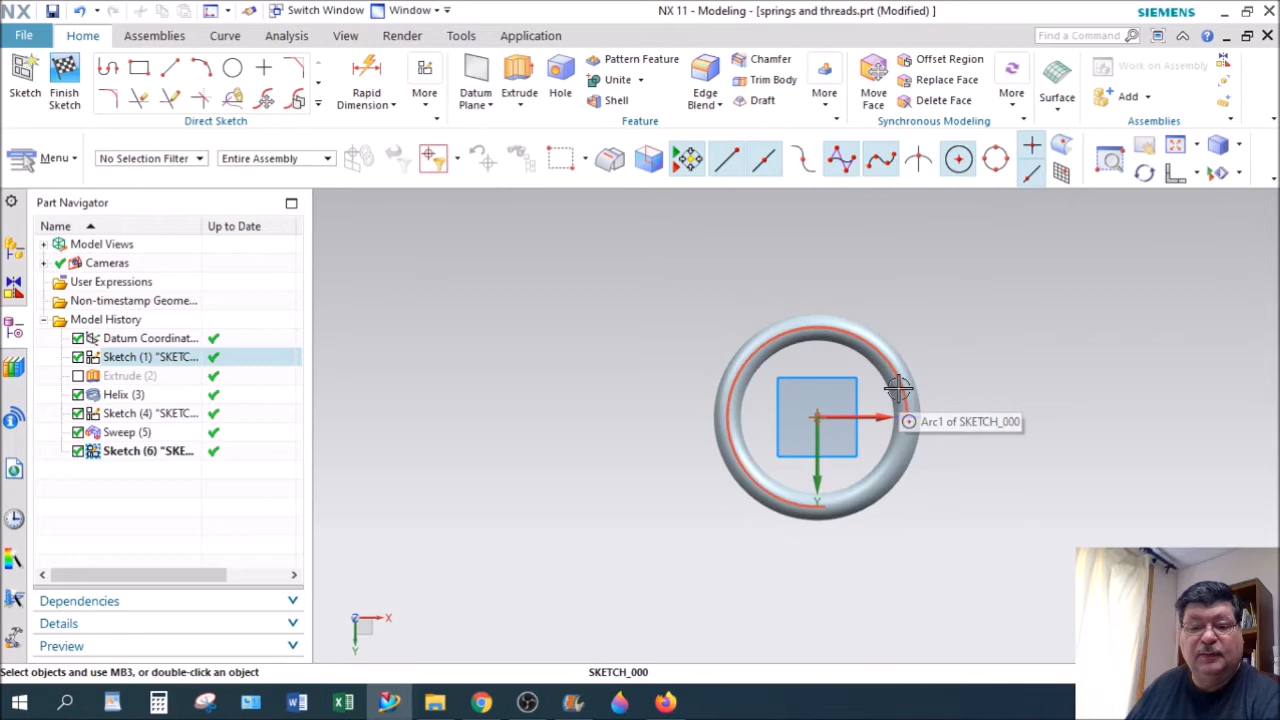 NX Switch Window Window NX 11 - Modeling - [springs and threads.prt (Modified) ] SIEMENS
File Home Assemblies Curve Analysis View Render Tools Application Find a Command
Sketch Finish Sketch Rapid Dimension More Datum Plane Extrude Hole Pattern Feature Unite Shell Edge Blend Chamfer Trim Body Draft More Move Face Offset Region Replace Face Delete Face More Surface Work on Assembly Add
Direct Sketch Feature Synchronous Modeling Assemblies
Menu No Selection Filter Entire Assembly
Part Navigator
Name Up to Date
Model Views
Cameras
User Expressions
Non-timestamp Geome...
Model History
Datum Coordinat...
Sketch (1) "SKETC...
Extrude (2)
Helix (3)
Sketch (4) "SKETC...
Sweep (5)
Sketch (6) "SKE...
Arc1 of SKETCH_000
Y
Z X
Y
Dependencies
Details
Preview
Select objects and use MB3, or double-click an object SKETCH_000